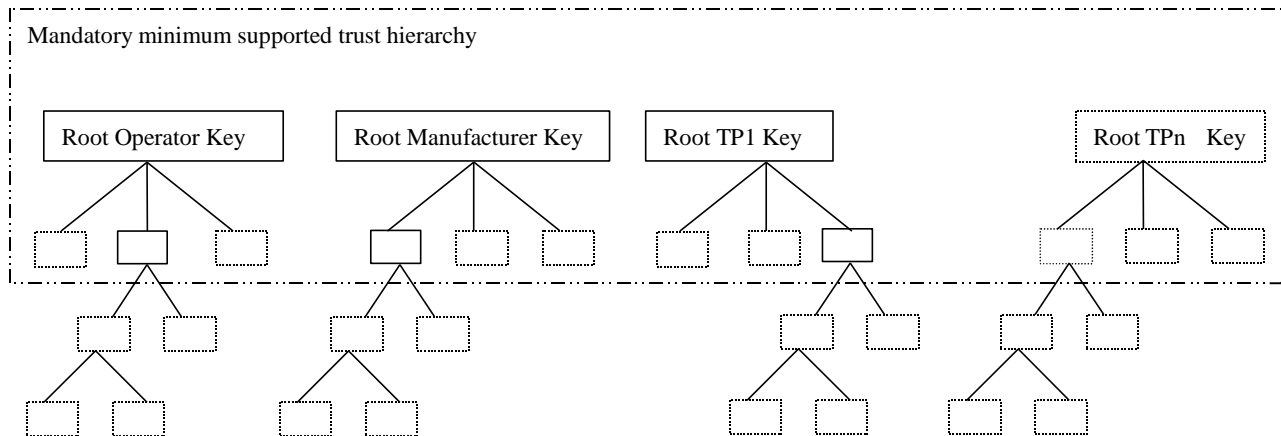 Mandatory minimum supported trust hierarchy
Root Operator Key
Root Manufacturer Key
Root TP1 Key
Root TPn Key